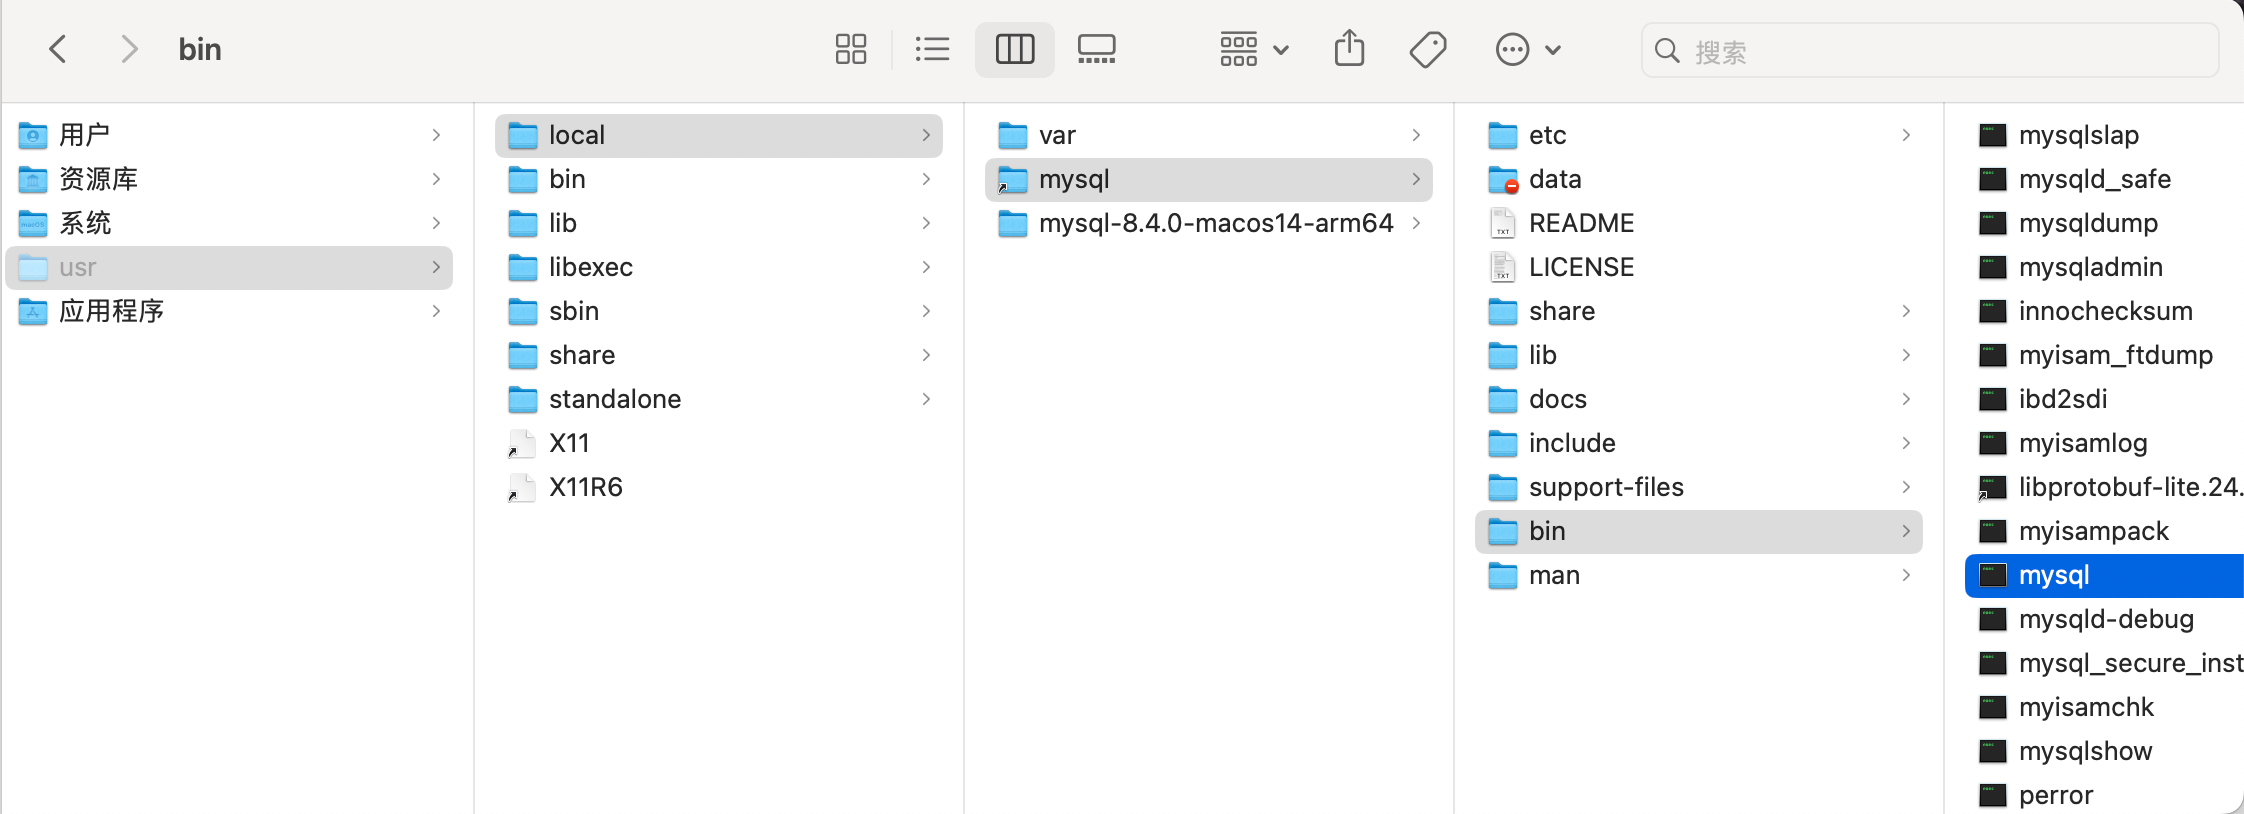 bin
搜索
用户
资源库
系统
usr
应用程序
local
bin
lib
libexec
sbin
share
standalone
X11
X11R6
var
mysql
mysql-8.4.0-macos14-arm64
etc
data
README
LICENSE
share
lib
docs
include
support-files
bin
man
mysqlslap
mysqld_safe
mysqldump
mysqladmin
innochecksum
myisam_ftdump
ibd2sdi
myisamlog
libprotobuf-lite.24.
myisampack
mysql
mysqld-debug
mysql_secure_inst
myisamchk
mysqlshow
perror